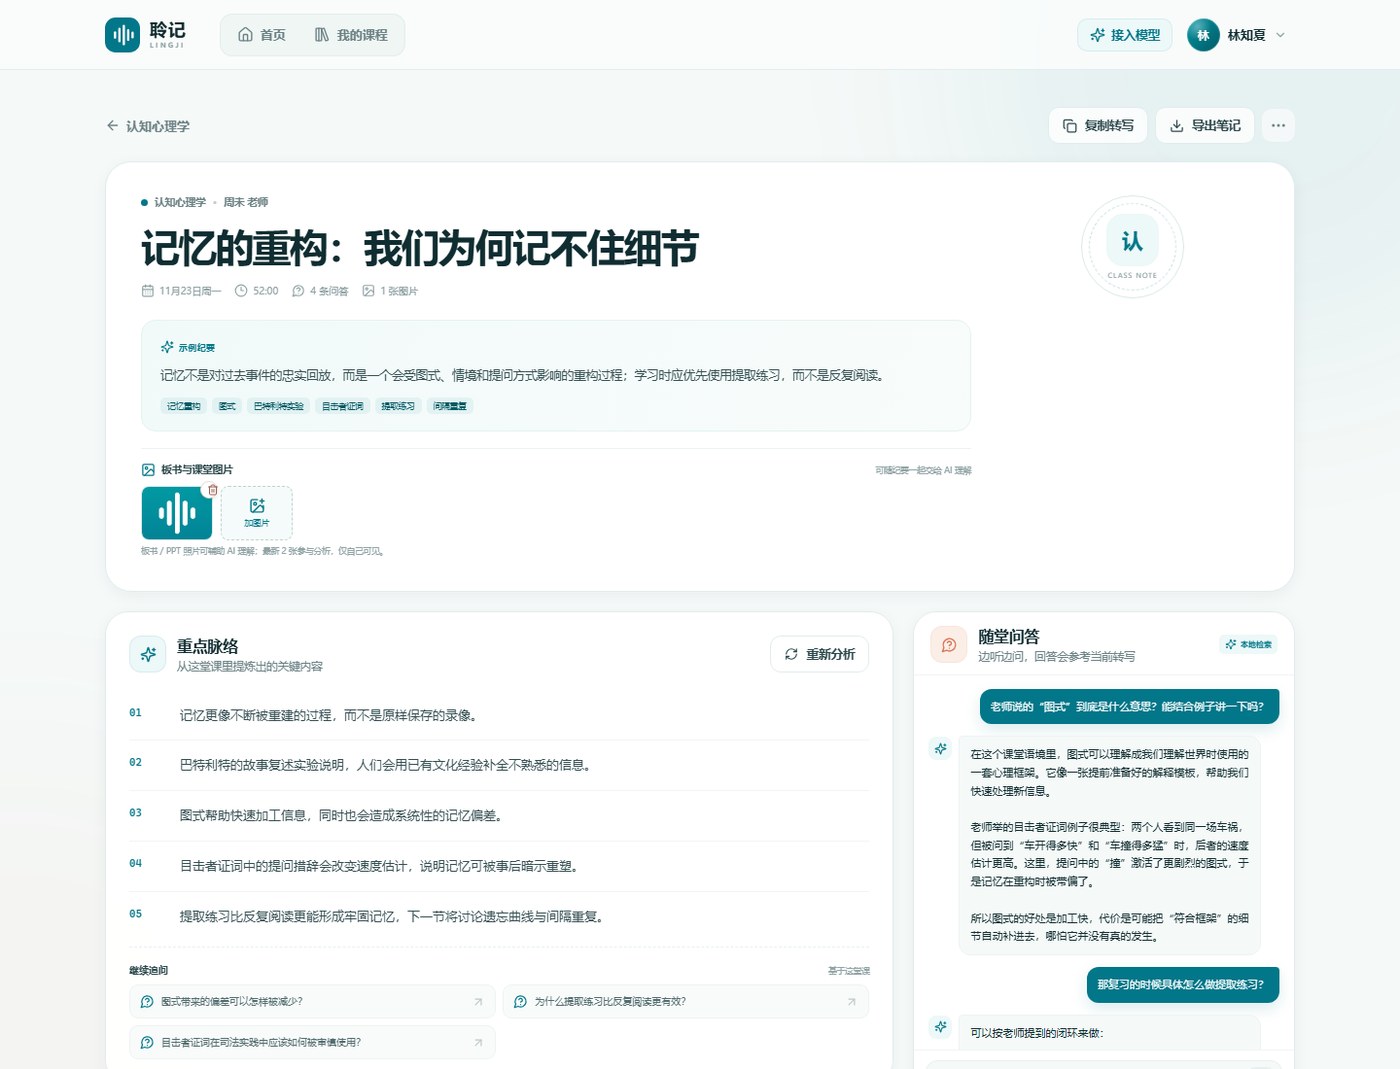 聆记
LINGJI
首页
我的课程
接入模型
林
林知夏
认知心理学
复制转写
导出笔记
认知心理学 • 周末 老师
记忆的重构：我们为何记不住细节
11月23日周一
52:00
4 条问答
1 张图片
认
CLASS NOTE
示例纪要
记忆不是对过去事件的忠实回放，而是一个会受图式、情境和提问方式影响的重构过程；学习时应优先使用提取练习，而不是反复阅读。
记忆重构
图式
巴特利特实验
目击者证词
提取练习
间隔重复
板书与课堂图片
可随纪要一起交给 AI 理解
加图片
板书 / PPT 照片可辅助 AI 理解；最新 2 张参与分析，仅自己可见。
重点脉络
从这堂课里提炼出的关键内容
重新分析
01 记忆更像不断被重建的过程，而不是原样保存的录像。
02 巴特利特的故事复述实验说明，人们会用已有文化经验补全不熟悉的信息。
03 图式帮助快速加工信息，同时也会造成系统性的记忆偏差。
04 目击者证词中的提问措辞会改变速度估计，说明记忆可被事后暗示重塑。
05 提取练习比反复阅读更能形成牢固记忆，下一节将讨论遗忘曲线与间隔重复。
继续追问
基于这堂课
图式带来的偏差可以怎样被减少？
为什么提取练习比反复阅读更有效？
目击者证词在司法实践中应该如何被审慎使用？
随堂问答
边听边问，回答会参考当前转写
本地检索
老师说的“图式”到底是什么意思？能结合例子讲一下吗？
在这个课堂语境里，图式可以理解成我们理解世界时使用的
一套心理框架。它像一张提前准备好的解释模板，帮助我们
快速处理新信息。
老师举的目击者证词例子很典型：两个人看到同一场车祸，
但被问到“车开得多快”和“车撞得多猛”时，后者的速度
估计更高。这里，提问中的“撞”激活了更剧烈的图式，于
是记忆在重构时被带偏了。
所以图式的好处是加工快，代价是可能把“符合框架”的细
节自动补进去，哪怕它并没有真的发生。
那复习的时候具体怎么做提取练习？
可以按老师提到的闭环来做：